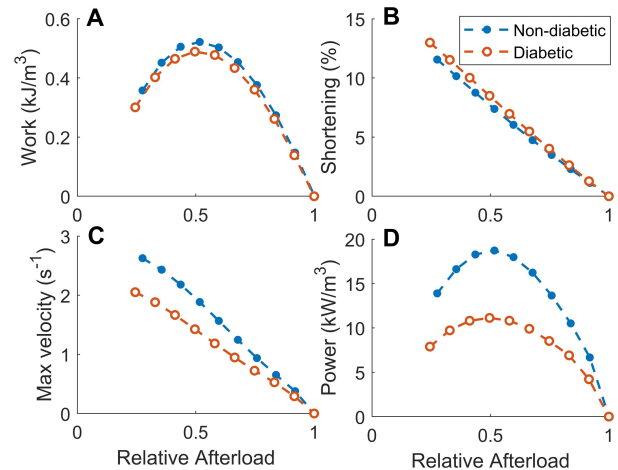 A
Work (kJ/m³)
0.6
0.4
0.2
0
0
0.5
1
B
Shortening (%)
15
10
5
0
0
0.5
1
Non-diabetic
Diabetic
C
Max velocity (s⁻¹)
3
2
1
0
0
0.5
1
Relative Afterload
D
Power (kW/m³)
20
15
10
5
0
0
0.5
1
Relative Afterload